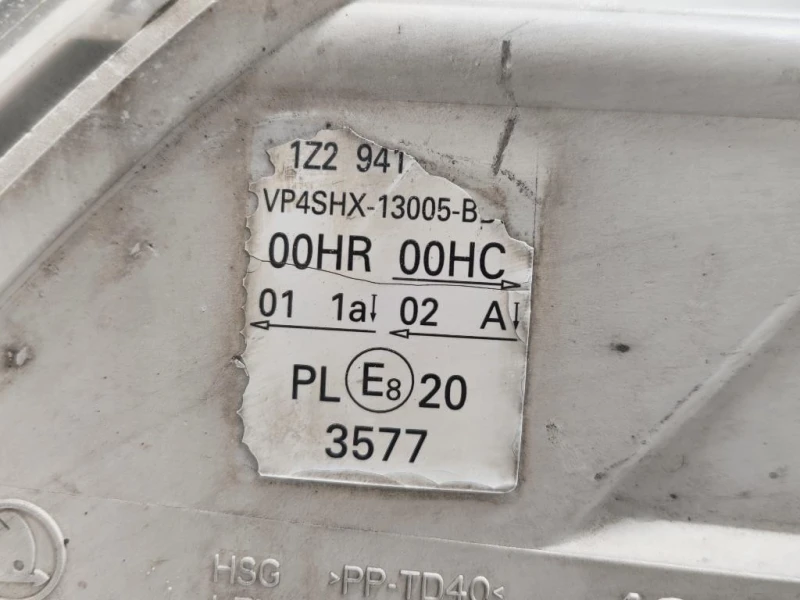 1Z2 941
VP4SHX-13005-B
00HR 00HC
01 1a 02 A
PL E8 20
3577
HSG >PP-TD40<